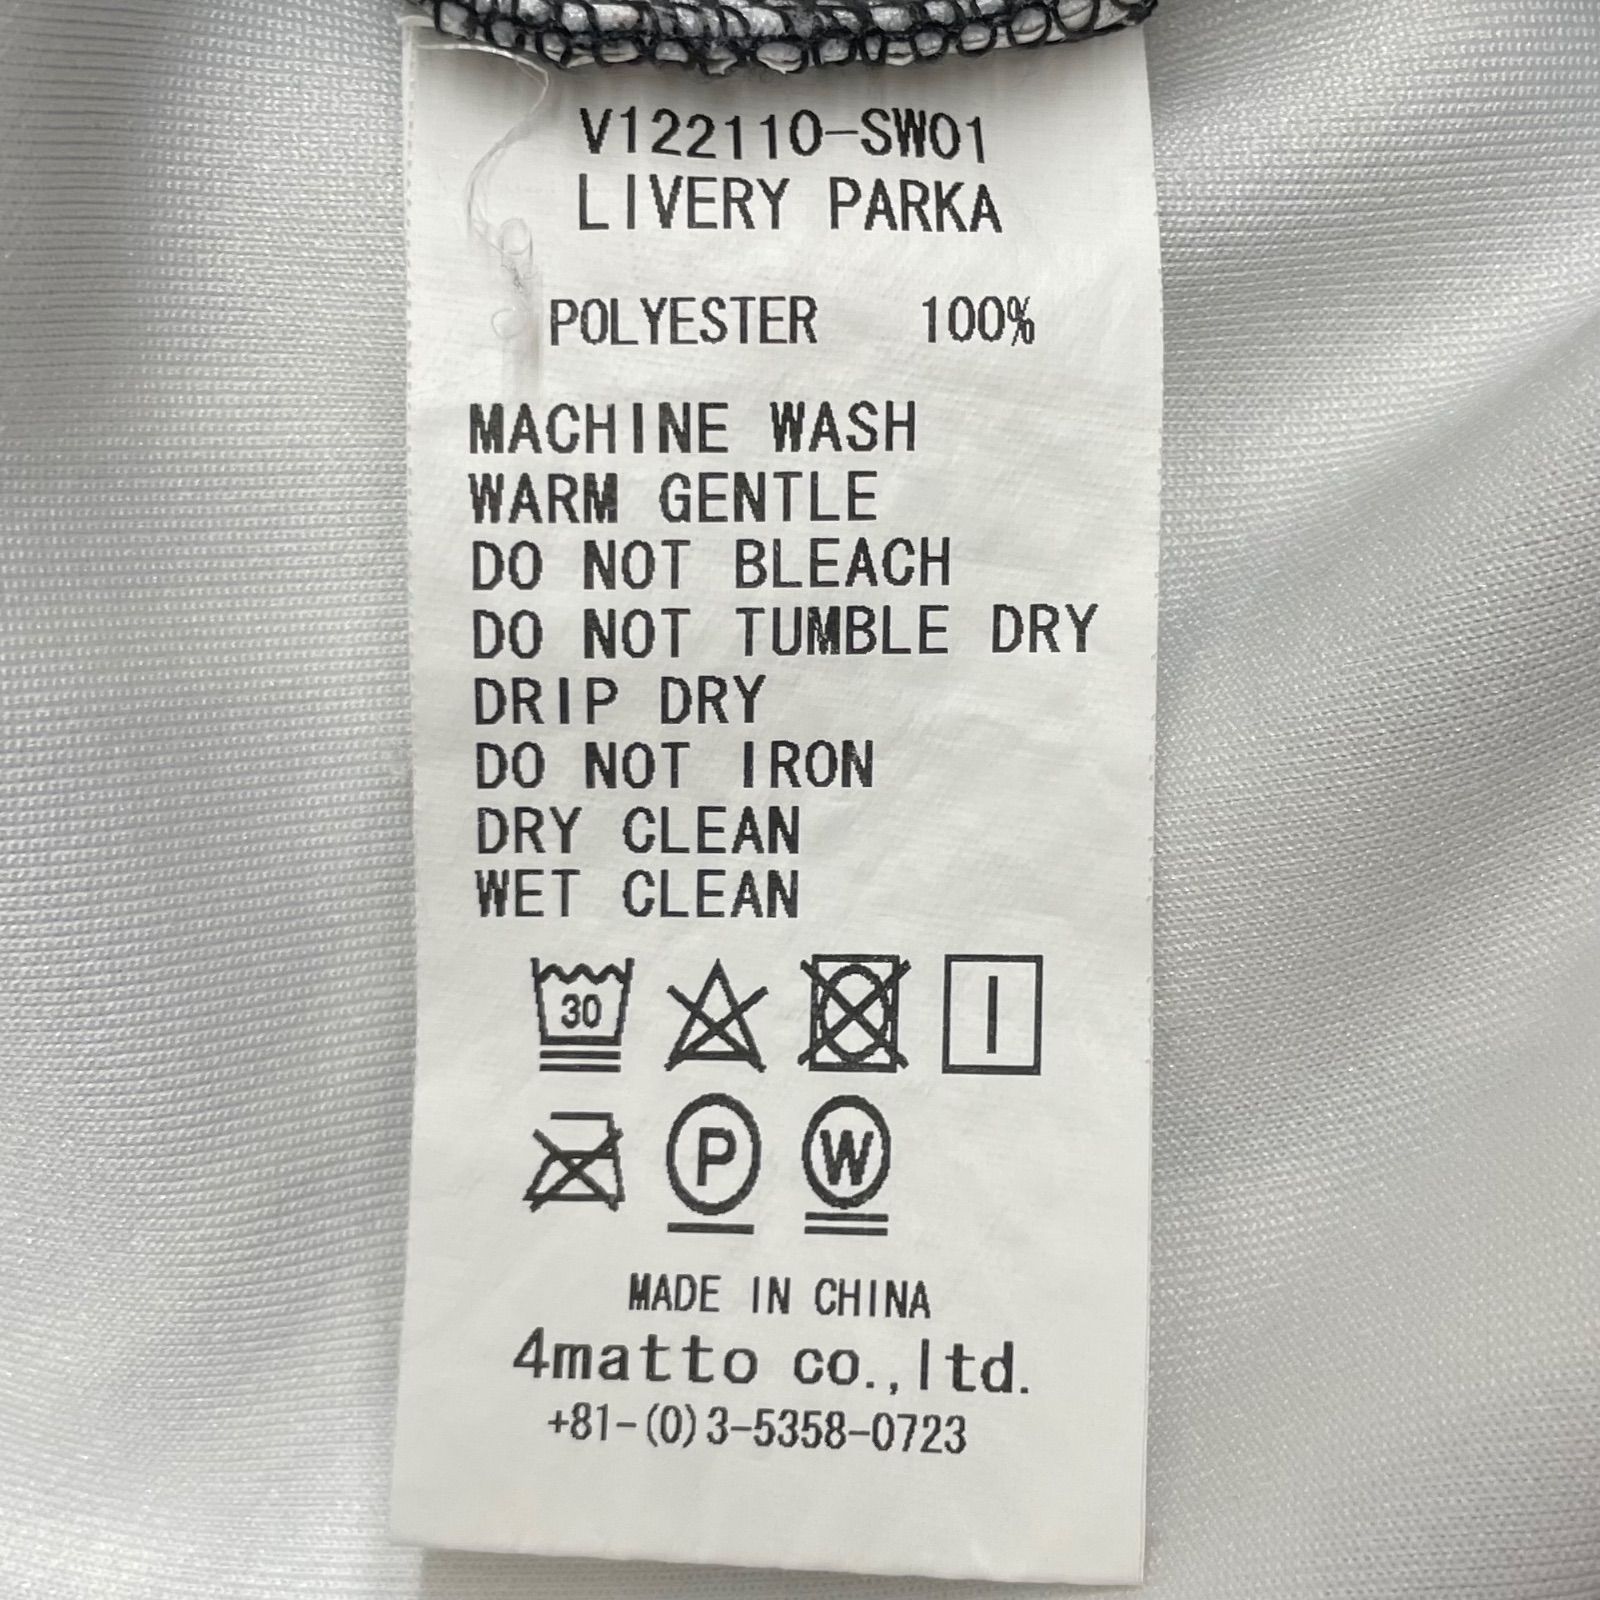 V122110-SW01
LIVERY PARKA
POLYESTER 100%
MACHINE WASH
WARM GENTLE
DO NOT BLEACH
DO NOT TUMBLE DRY
DRIP DRY
DO NOT IRON
DRY CLEAN
WET CLEAN
30
P W
MADE IN CHINA
4matto co.,ltd.
+81-(0)3-5358-0723